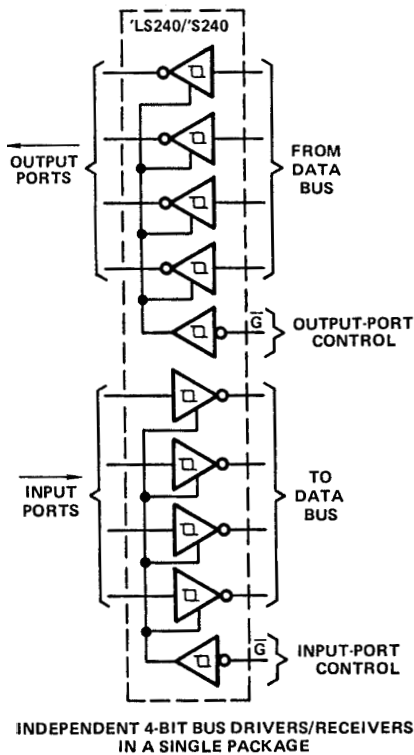 'LS240/'S240
OUTPUT
PORTS
FROM
DATA
BUS
G̅
OUTPUT-PORT
CONTROL
INPUT
PORTS
TO
DATA
BUS
G̅
INPUT-PORT
CONTROL
INDEPENDENT 4-BIT BUS DRIVERS/RECEIVERS
IN A SINGLE PACKAGE